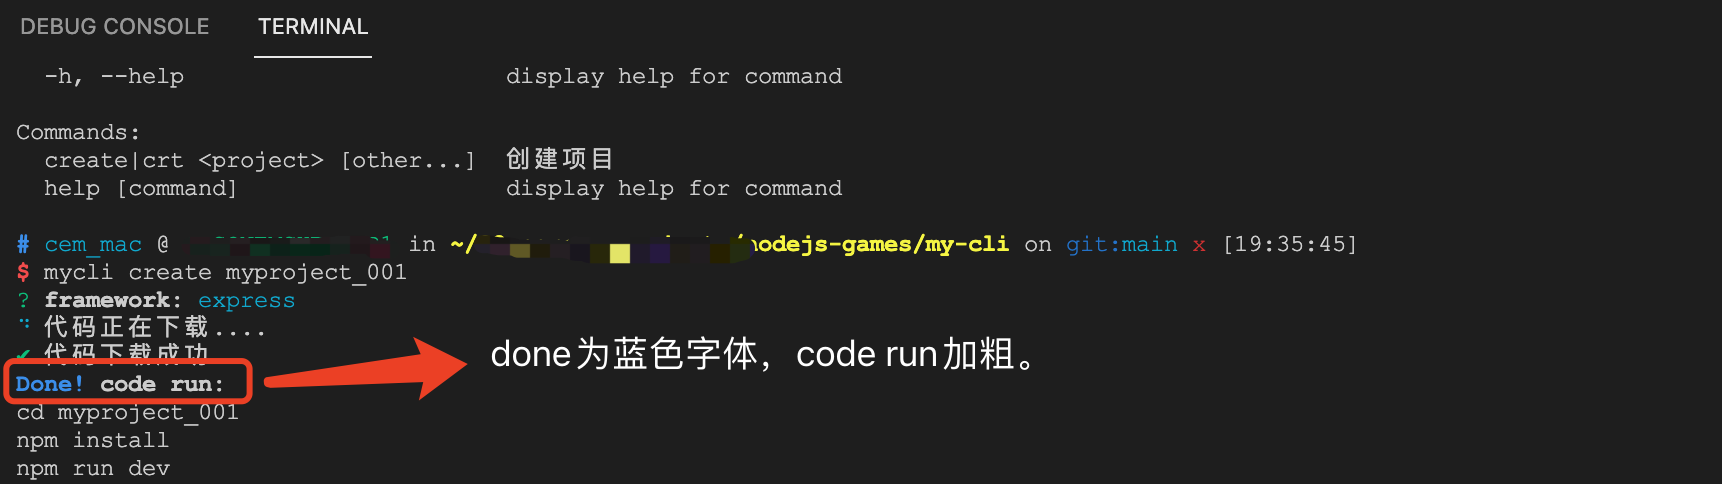 DEBUG CONSOLE TERMINAL
-h, --help display help for command
Commands:
create|crt <project> [other...] 创建项目
help [command] display help for command
# cem_mac @ in ~/ /nodejs-games/my-cli on git:main x [19:35:45]
$ mycli create myproject_001
? framework: express
代码正在下载....
✔ 代码下载成功
Done! code run:
done为蓝色字体，code run加粗。
cd myproject_001
npm install
npm run dev